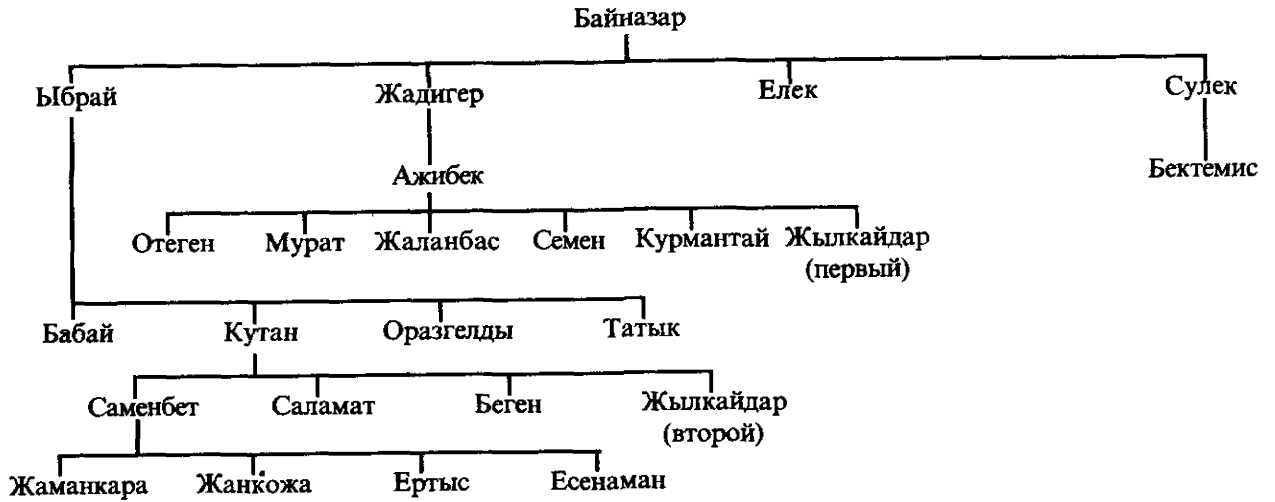 Байназар
Ыбрай Жадигер Елек Сулек
Ажибек Бектемис
Отеген Мурат Жаланбас Семен Курмантай Жылкайдар
(первый)
Бабай Кутан Оразгелды Татык
Саменбет Саламат Беген Жылкайдар
(второй)
Жаманкара Жанкожа Ертыс Есенаман